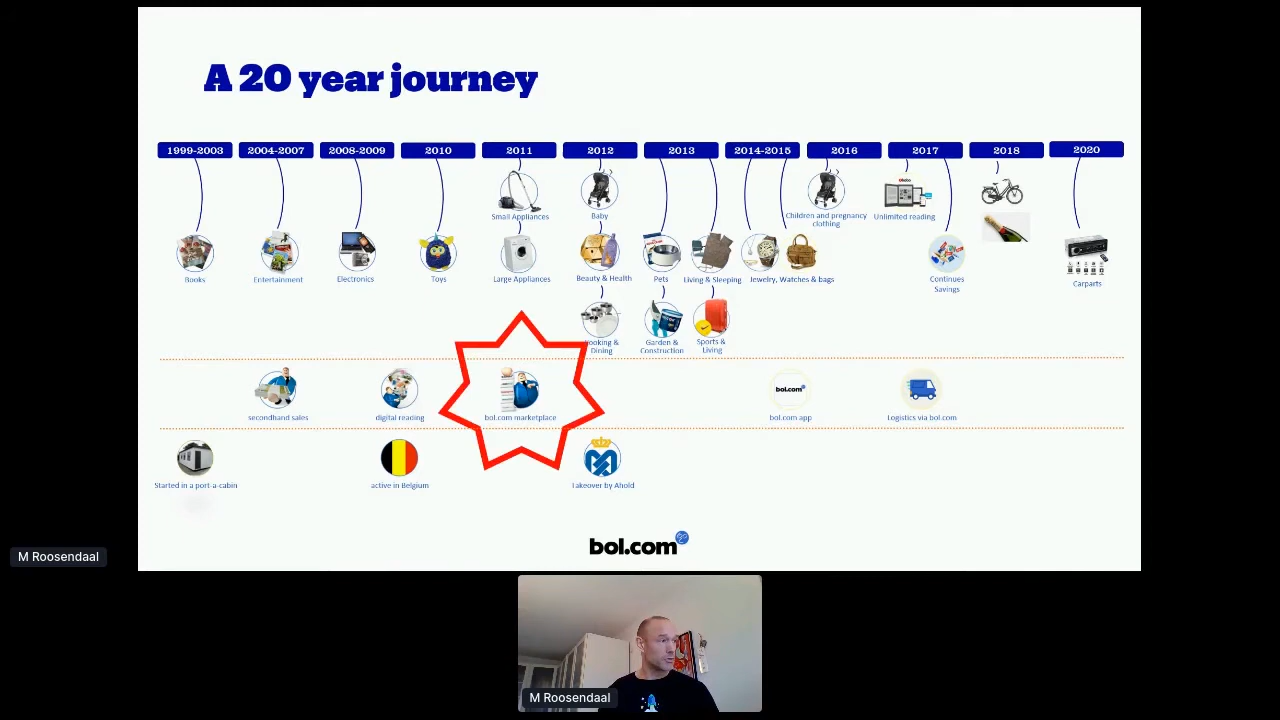 A 20 year journey
1999-2003
2004-2007
2008-2009
2010
2011
2012
2013
2014-2015
2016
2017
2018
2020
Small Appliances
Baby
Children and pregnancy
clothing
Unlimited reading
Books
Entertainment
Electronics
Toys
Large Appliances
Beauty & Health
Pets
Living & Sleeping
Jewelry, Watches & bags
Continues
Savings
Carparts
Cooking &
Dining
Garden &
Construction
Sports &
Living
secondhand sales
digital reading
bol.com marketplace
bol.com
bol.com app
Logistics via bol.com
Started in a port-a-cabin
active in Belgium
Takeover by Ahold
bol.com
M Roosendaal
M Roosendaal